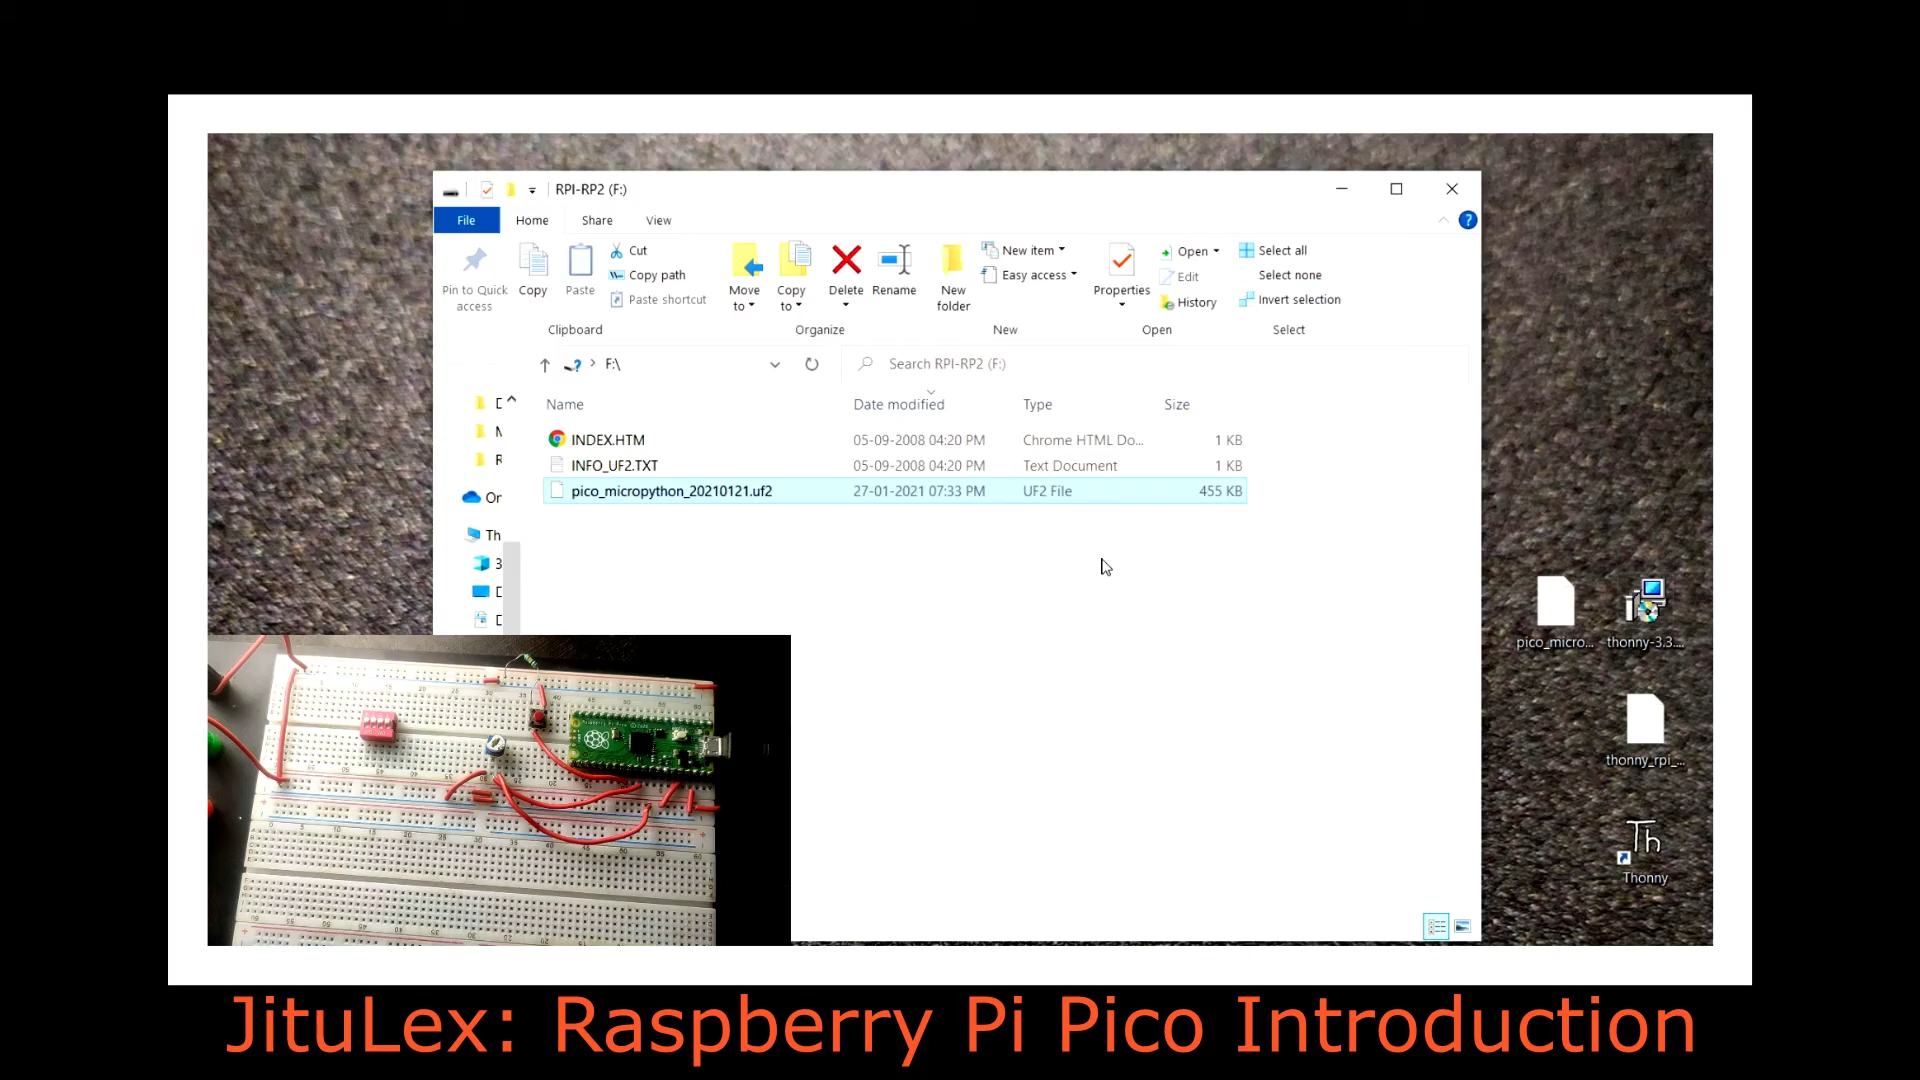 RPI-RP2 (F:)
File Home Share View
Pin to Quick access
Copy
Paste
Cut
Copy path
Paste shortcut
Move to
Copy to
Delete
Rename
New folder
New item
Easy access
Properties
Open
Edit
History
Select all
Select none
Invert selection
Clipboard Organize New Open Select
F:\ Search RPI-RP2 (F:)
Name Date modified Type Size
INDEX.HTM 05-09-2008 04:20 PM Chrome HTML Do... 1 KB
INFO_UF2.TXT 05-09-2008 04:20 PM Text Document 1 KB
pico_micropython_20210121.uf2 27-01-2021 07:33 PM UF2 File 455 KB
Or
Th
3
pico_micro...
thonny-3.3....
thonny_rpi_...
Th
Thonny
JituLex: Raspberry Pi Pico Introduction